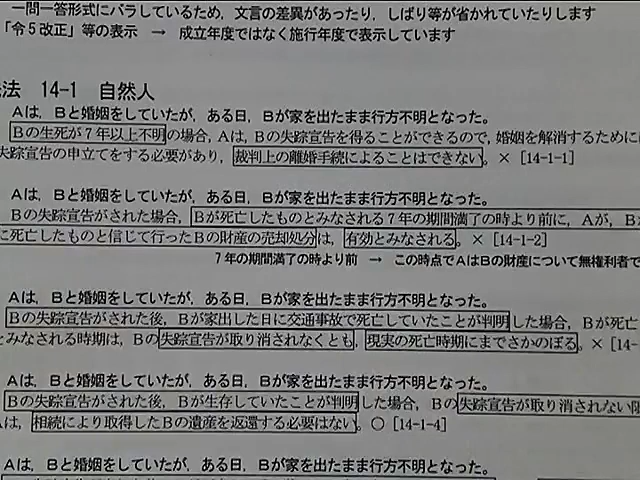 一問一答形式にバラしているため，文言の差異があったり，しばり等が省かれていたりします
「令５改正」等の表示　→　成立年度ではなく施行年度で表示しています
法　14-1　自然人
Ａは，Ｂと婚姻をしていたが，ある日，Ｂが家を出たまま行方不明となった。
Ｂの生死が７年以上不明の場合，Ａは，Ｂの失踪宣告を得ることができるので，婚姻を解消するために
失踪宣告の申立てをする必要があり，裁判上の離婚手続によることはできない。×［14-1-1］
Ａは，Ｂと婚姻をしていたが，ある日，Ｂが家を出たまま行方不明となった。
Ｂの失踪宣告がされた場合，Ｂが死亡したものとみなされる７年の期間満了の時より前に，Ａが，Ｂ
に死亡したものと信じて行ったＢの財産の売却処分は，有効とみなされる。×［14-1-2］
７年の期間満了の時より前　→　この時点でＡはＢの財産について無権利者で
Ａは，Ｂと婚姻をしていたが，ある日，Ｂが家を出たまま行方不明となった。
Ｂの失踪宣告がされた後，Ｂが家出した日に交通事故で死亡していたことが判明した場合，Ｂが死亡
とみなされる時期は，Ｂの失踪宣告が取り消されなくとも，現実の死亡時期にまでさかのぼる。×［14-
Ａは，Ｂと婚姻をしていたが，ある日，Ｂが家を出たまま行方不明となった。
Ｂの失踪宣告がされた後，Ｂが生存していたことが判明した場合，Ｂの失踪宣告が取り消されない限
は，相続により取得したＢの遺産を返還する必要はない。○［14-1-4］
Ａは，Ｂと婚姻をしていたが，ある日，Ｂが家を出たまま行方不明となった。